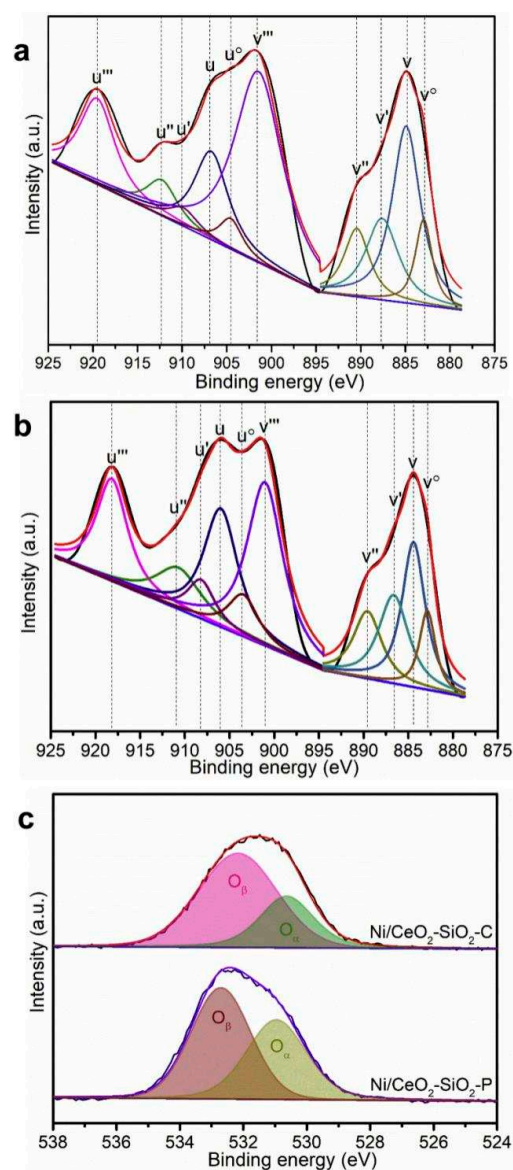 a
u''' u'' u' u u° v''' v'' v' v v°
Intensity (a.u.)
925 920 915 910 905 900 895 890 885 880 875
Binding energy (eV)
b
u''' u'' u' u u° v''' v'' v' v v°
Intensity (a.u.)
925 920 915 910 905 900 895 890 885 880 875
Binding energy (eV)
c
Oβ
Oα
Ni/CeO₂-SiO₂-C
Intensity (a.u.)
Oβ
Oα
Ni/CeO₂-SiO₂-P
538 536 534 532 530 528 526 524
Binding energy (eV)